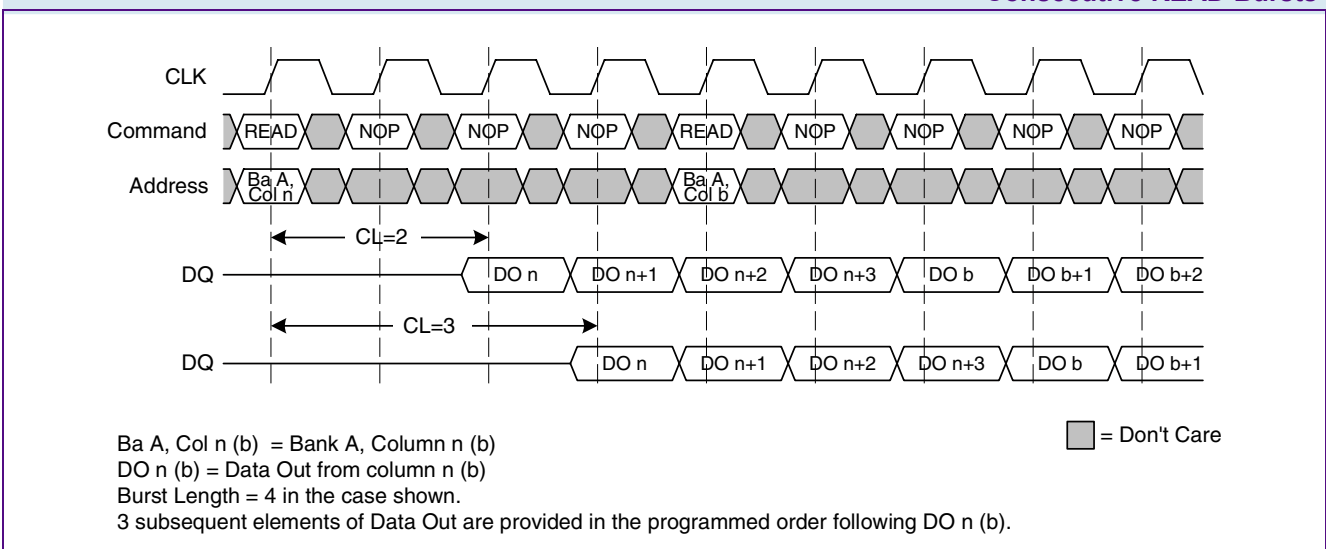 Consecutive READ Bursts
CLK
Command READ NOP NOP NOP READ NOP NOP NOP NOP
Address Ba A, Col n Ba A, Col b
CL=2
DQ DO n DO n+1 DO n+2 DO n+3 DO b DO b+1 DO b+2
CL=3
DQ DO n DO n+1 DO n+2 DO n+3 DO b DO b+1
= Don't Care
Ba A, Col n (b) = Bank A, Column n (b)
DO n (b) = Data Out from column n (b)
Burst Length = 4 in the case shown.
3 subsequent elements of Data Out are provided in the programmed order following DO n (b).